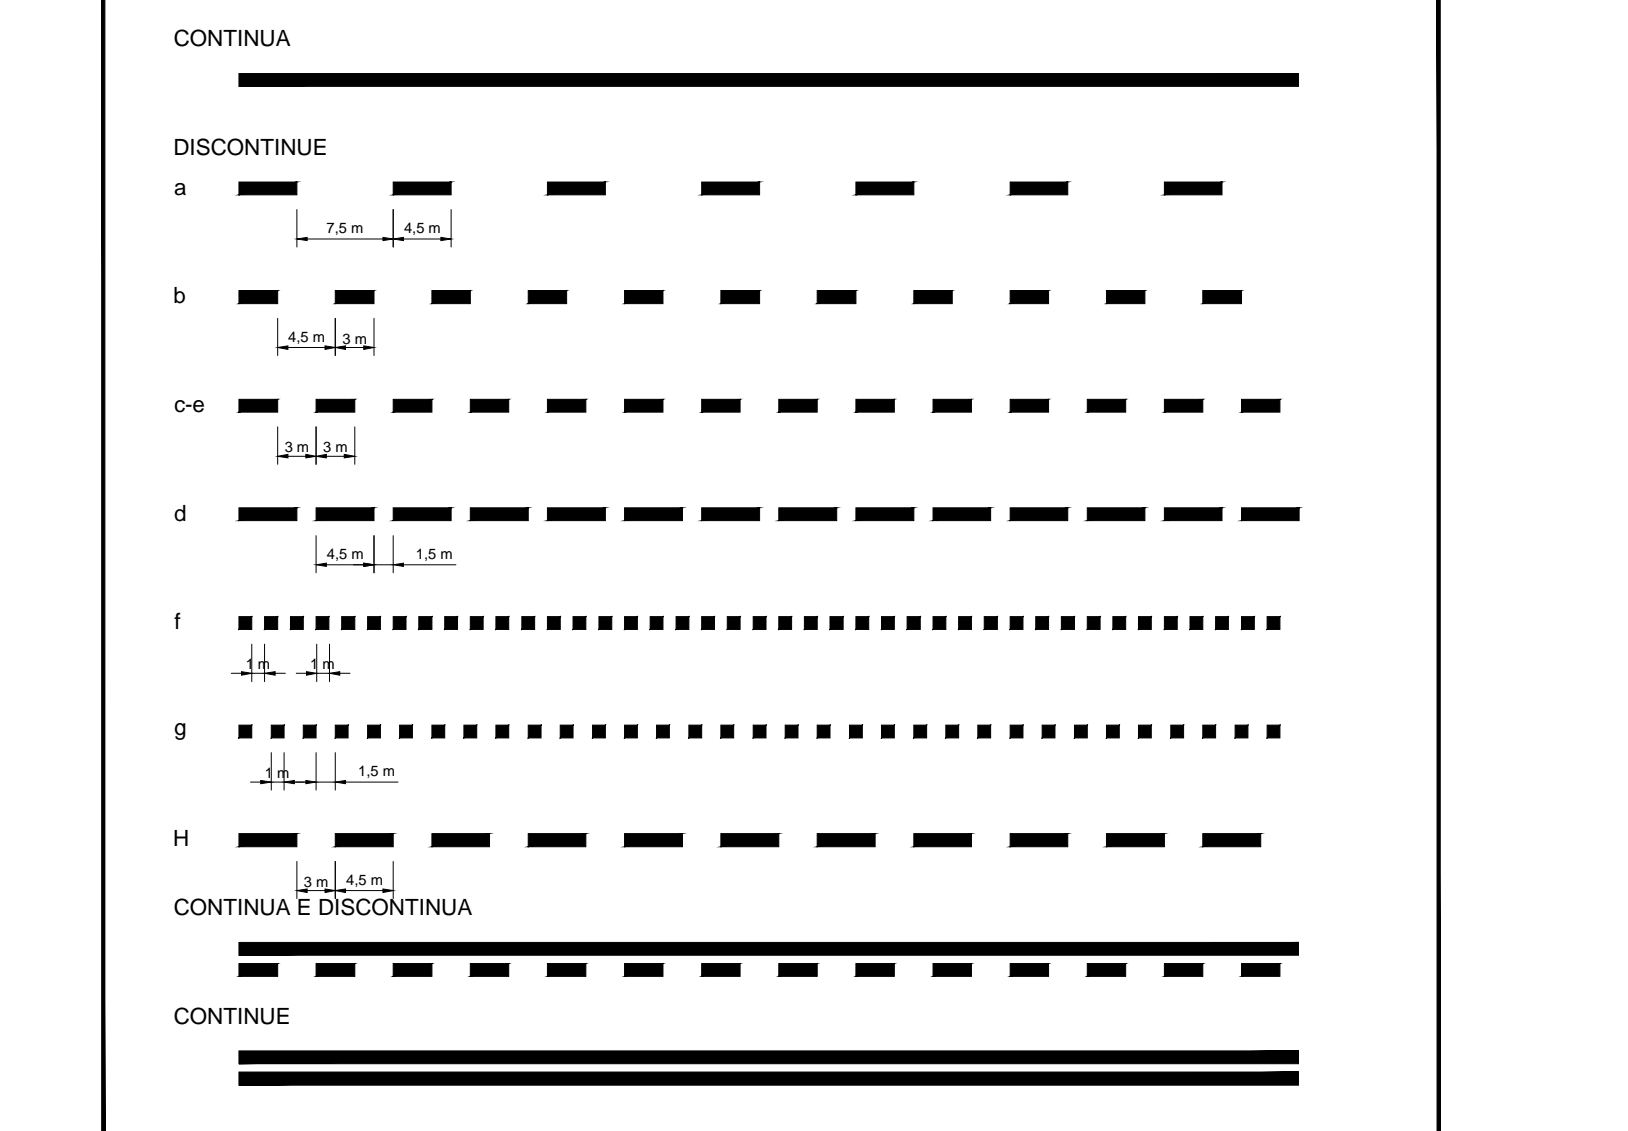 CONTINUA
DISCONTINUE
a
7,5 m 4,5 m
b
4,5 m 3 m
c-e
3 m 3 m
d
4,5 m 1,5 m
f
1 m 1 m
g
1 m 1,5 m
H
3 m 4,5 m
CONTINUA E DISCONTINUA
CONTINUE